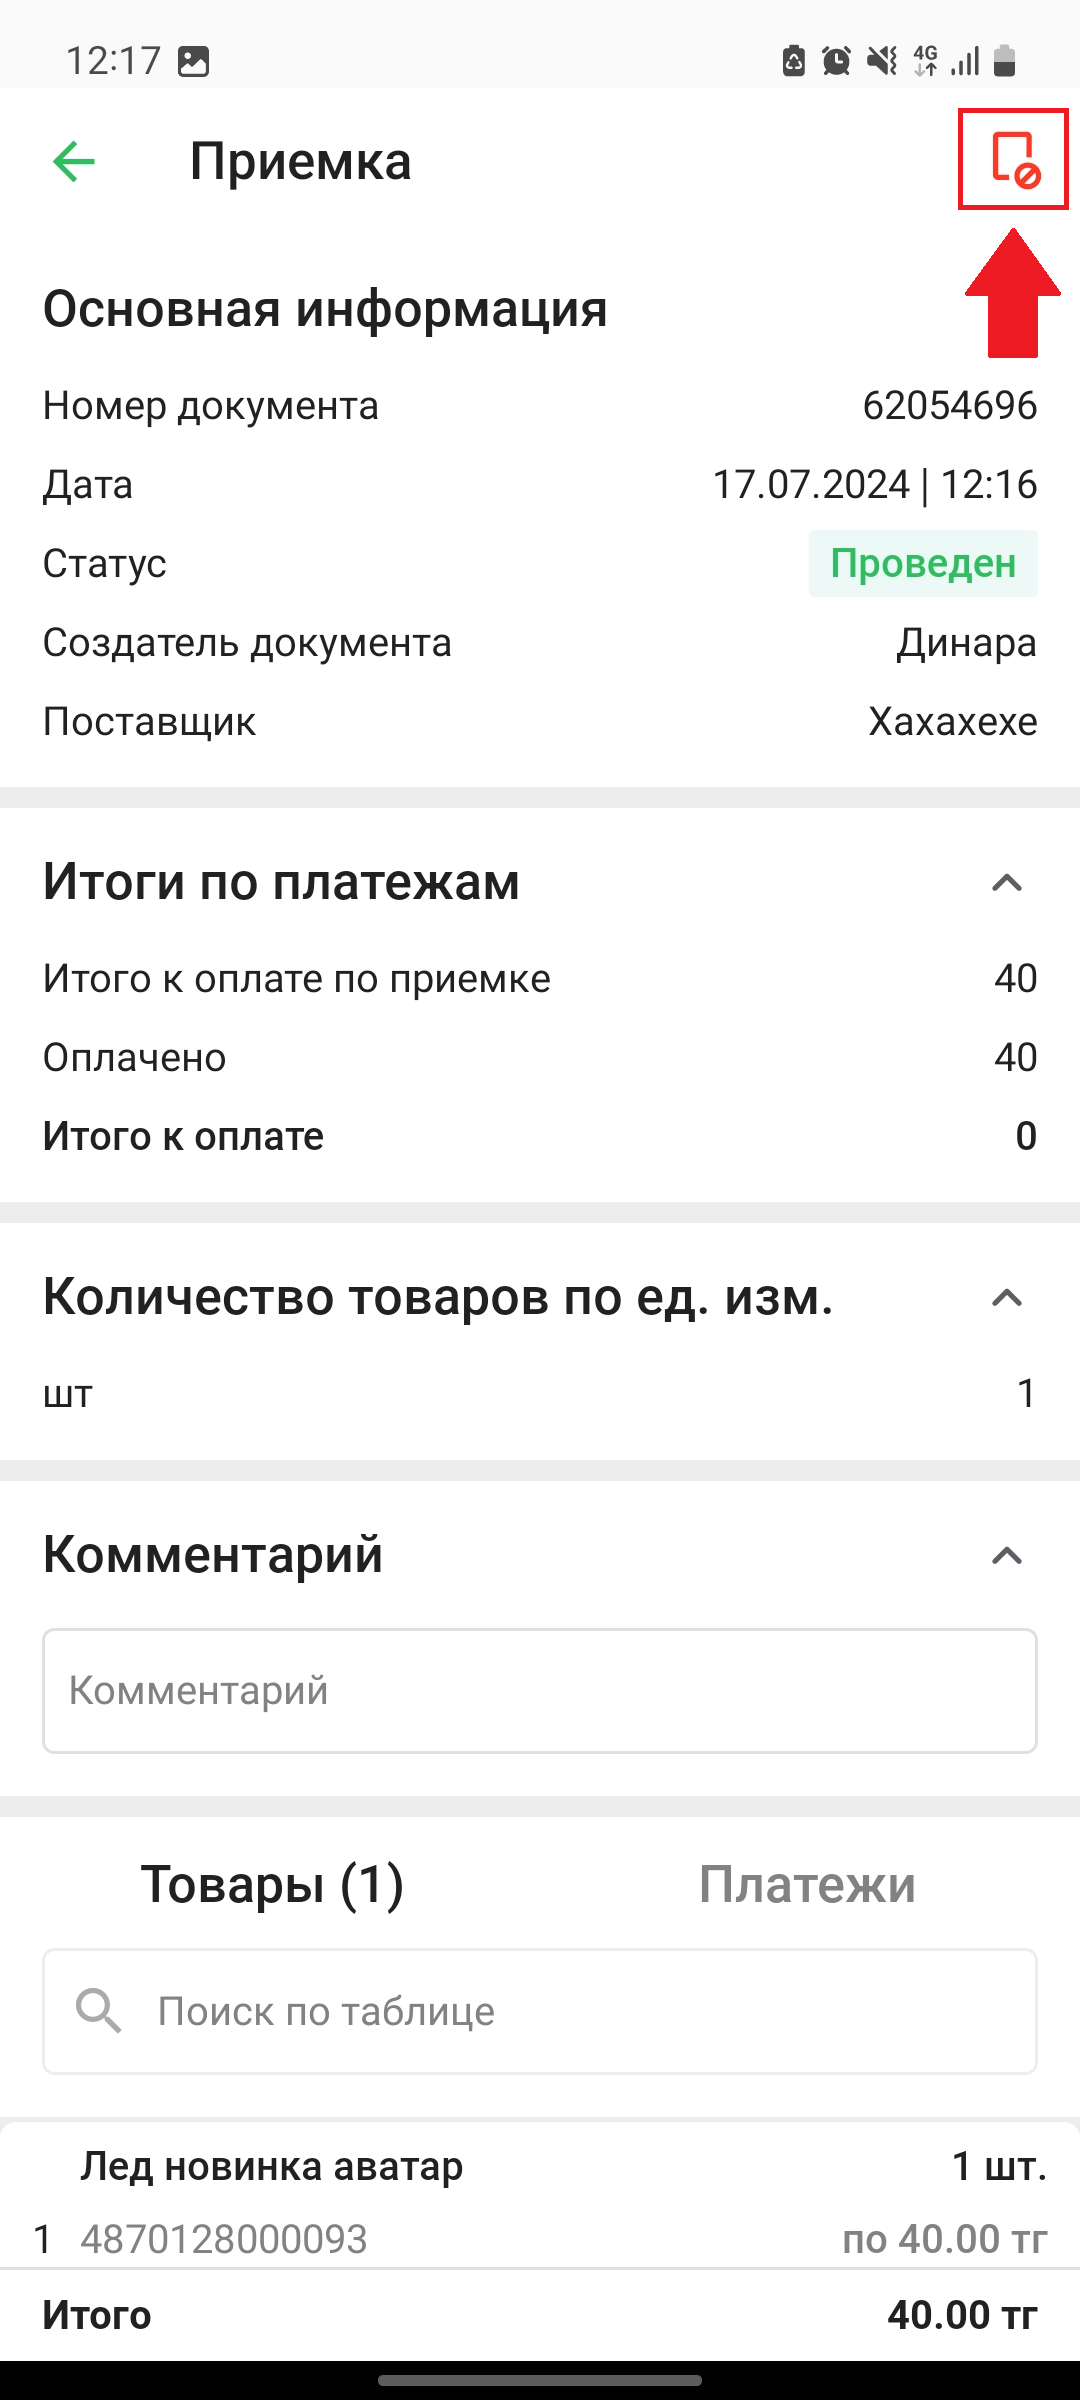 12:17
4G
Приемка
Основная информация
Номер документа 62054696
Дата 17.07.2024 | 12:16
Статус Проведен
Создатель документа Динара
Поставщик Хахахехе
Итоги по платежам
Итого к оплате по приемке 40
Оплачено 40
Итого к оплате 0
Количество товаров по ед. изм.
шт 1
Комментарий
Комментарий
Товары (1) Платежи
Поиск по таблице
Лед новинка аватар 1 шт.
1 4870128000093 по 40.00 тг
Итого 40.00 тг